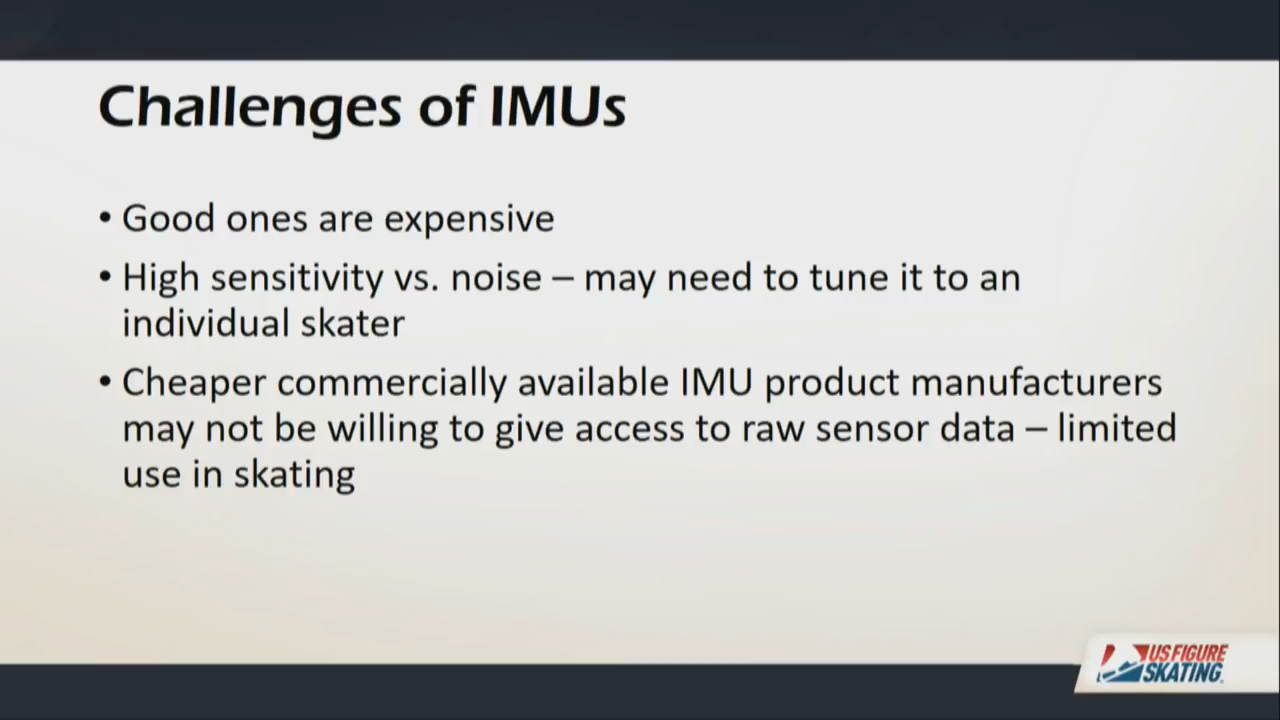 Challenges of IMUs
• Good ones are expensive
• High sensitivity vs. noise – may need to tune it to an
individual skater
• Cheaper commercially available IMU product manufacturers
may not be willing to give access to raw sensor data – limited
use in skating
US FIGURE
SKATING